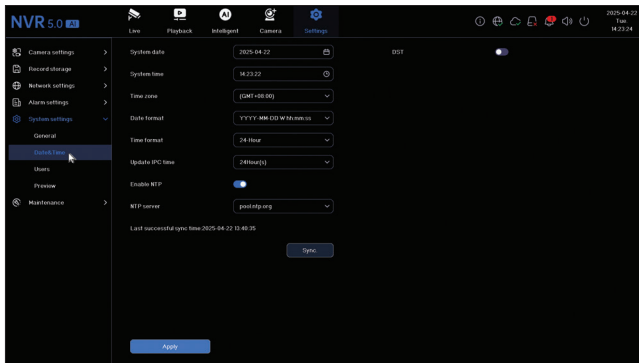 NVR 5.0 AI
Live Playback Intelligent Camera Settings
2025-04-22
Tue
14:23:24
Camera settings
Record storage
Network settings
Alarm settings
System settings
General
Date&Time
Users
Preview
Maintenance
System date 2025-04-22 DST
System time 14:23:22
Time zone (GMT+08:00)
Date format YYYY-MM-DD W hh mm ss
Time format 24-Hour
Update IPC time 24Hour(s)
Enable NTP
NTP server pool.ntp.org
Last successful sync time:2025-04-22 13:40:35
Sync.
Apply